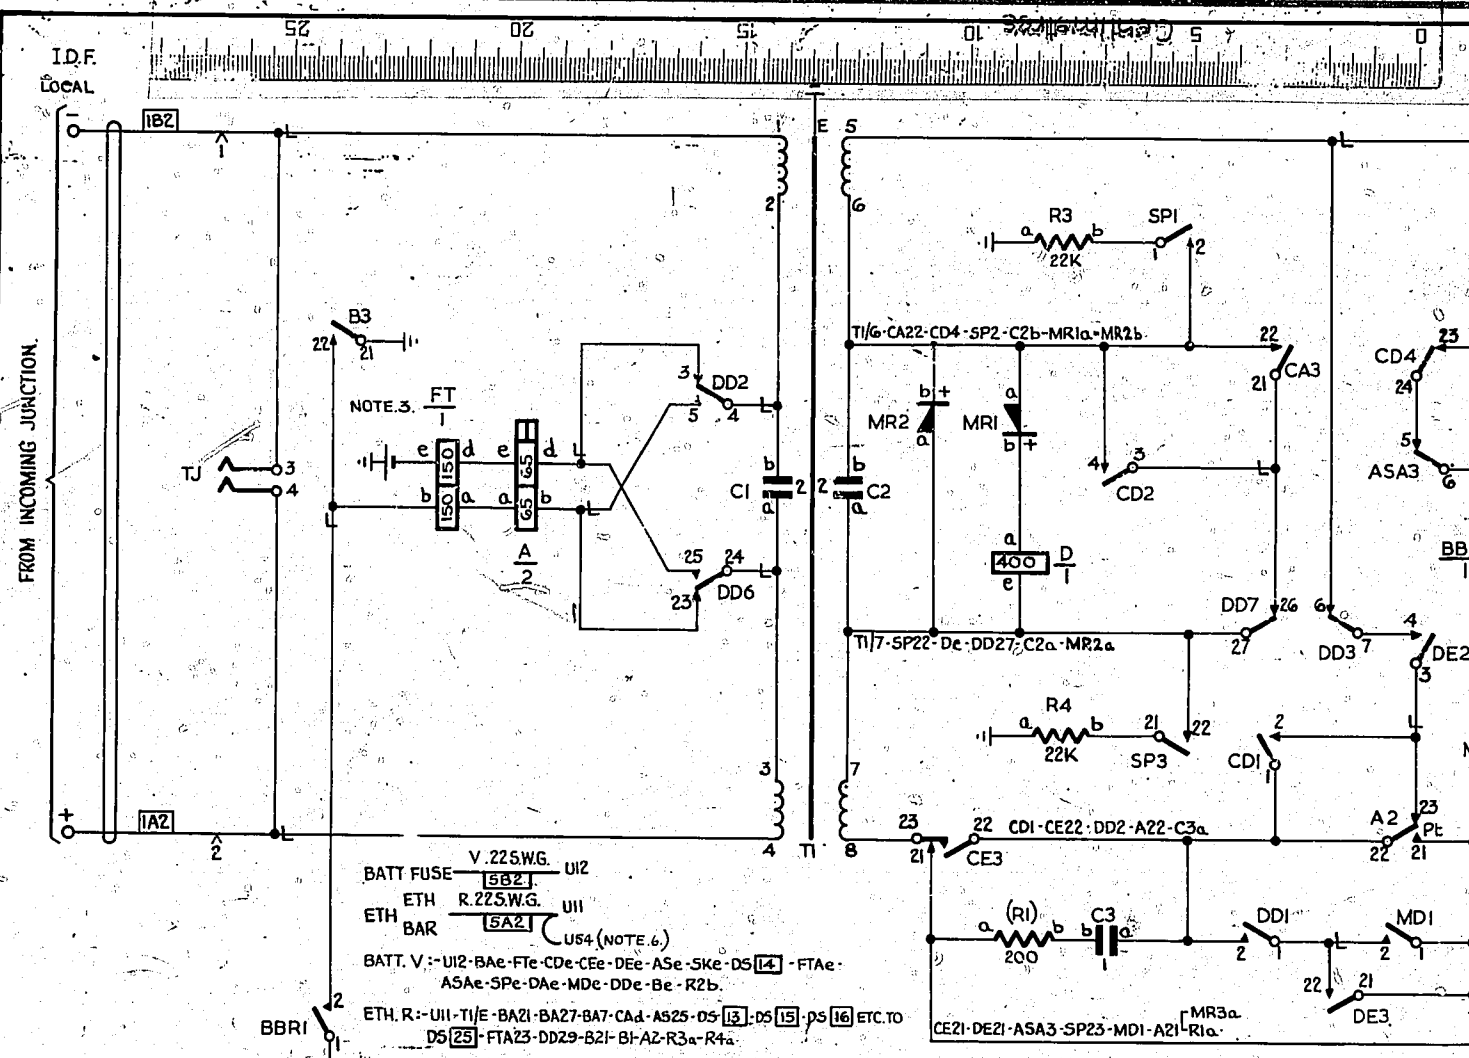 25 20 15 10 Centimetres 5 0
I.D.F.
LOCAL
-
1B2
1
L
1 E 5
L
2
6
FROM INCOMING JUNCTION.
R3 SP1
a b
22K
1 2
B3
22 21
T1/6-CA22-CD4-SP2-C2b-MR1a-MR2b
22
CA3
21
23
CD4
24
NOTE.3. FT
1
3 DD2
5 4 L
b +
MR2
a
a
MR1
b +
e 150 d e 65 d L
b 150 a a 65 b L
A
2
TJ
3
4
L
b
C1 2
a
b
2 C2
a
4 3
CD2
L
5
ASA3
6
a
400
e
D
1
BB
1
25 24
L
23 DD6
DD7 26
27
6
DD3 7
4
DE2
3
T1/7-SP22-De-DD27-C2a-MR2a
R4
a b
22K
21 22
SP3
2
CD1
1
L
3
4
7
8
T1
+
1A2
2
L
23 22
21 CE3
CD1-CE22-DD2-A22-C3a
A2 23
Pt
22 21
BATT FUSE V.22S.W.G. U12
5B2
ETH BAR ETH R.22S.W.G. U11
5A2
U54 (NOTE.6.)
BATT. V:-U12-BAe-FTe-CDe-CEe-DEe-ASe-SKe-DS 14 -FTAe-
ASAe-SPe-DAe-MDe-DDe-Be-R2b.
ETH. R:-U11-T1/E-BA21-BA27-BA7-CAd-AS25-DS 13 -DS 15 -DS 16 ETC.TO
DS 25 -FTA23-DD29-B21-B1-A2-R3a-R4a
(R1)
a b
200
C3
b a
1
DD1
2 1
L
MD1
2 1
22 21
DE3
BBR1
2
1
CE21-DE21-ASA3-SP23-MD1-A21 MR3a
R1a